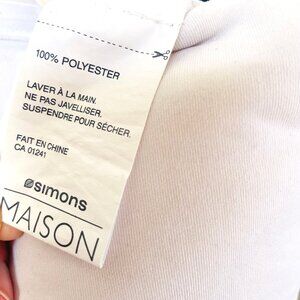 100% POLYESTER
LAVER À LA MAIN.
NE PAS JAVELLISER.
SUSPENDRE POUR SÉCHER.
FAIT EN CHINE
CA 01241
simons
MAISON